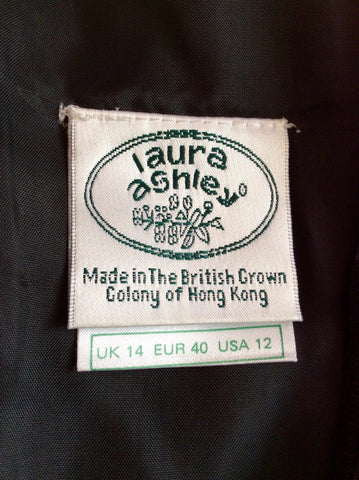 laura
ashley®
Made in The British Crown
Colony of Hong Kong
UK 14 EUR 40 USA 12